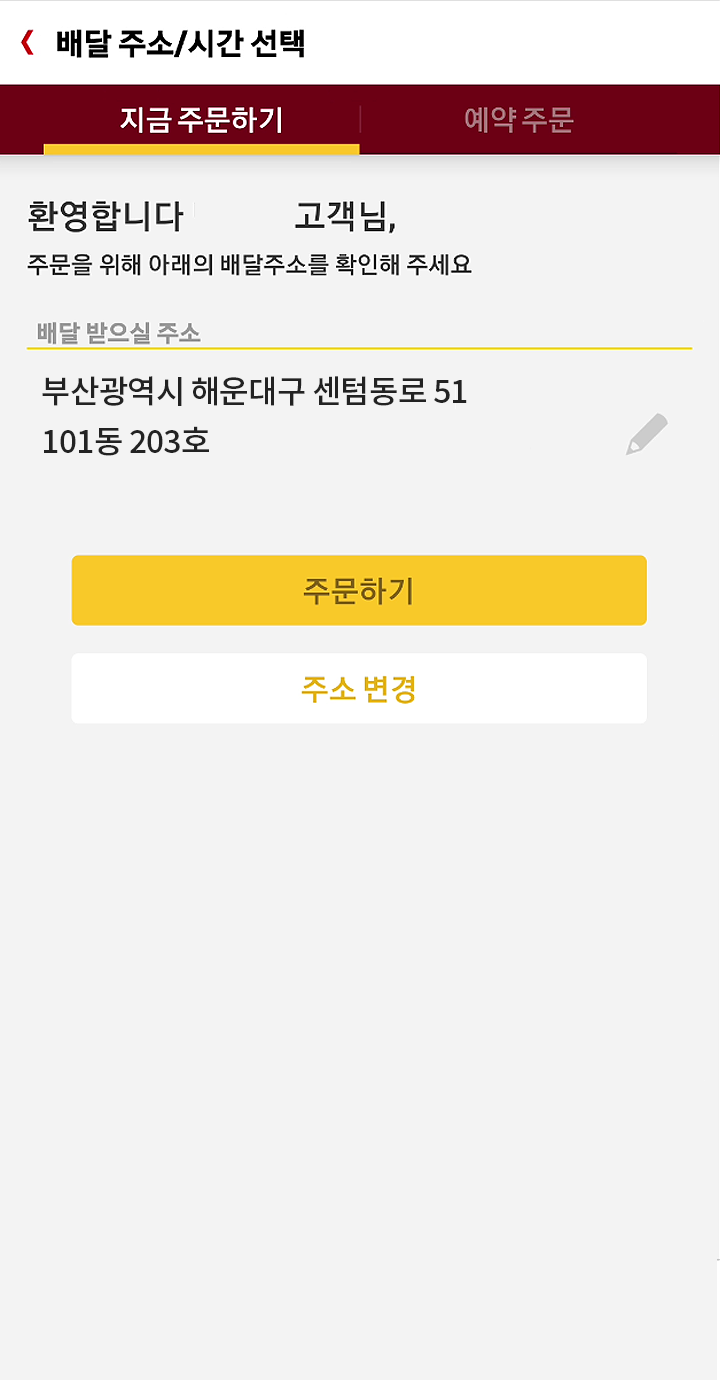 배달 주소/시간 선택
지금 주문하기 예약 주문
환영합니다 고객님,
주문을 위해 아래의 배달주소를 확인해 주세요
배달 받으실 주소
부산광역시 해운대구 센텀동로 51
101동 203호
주문하기
주소 변경